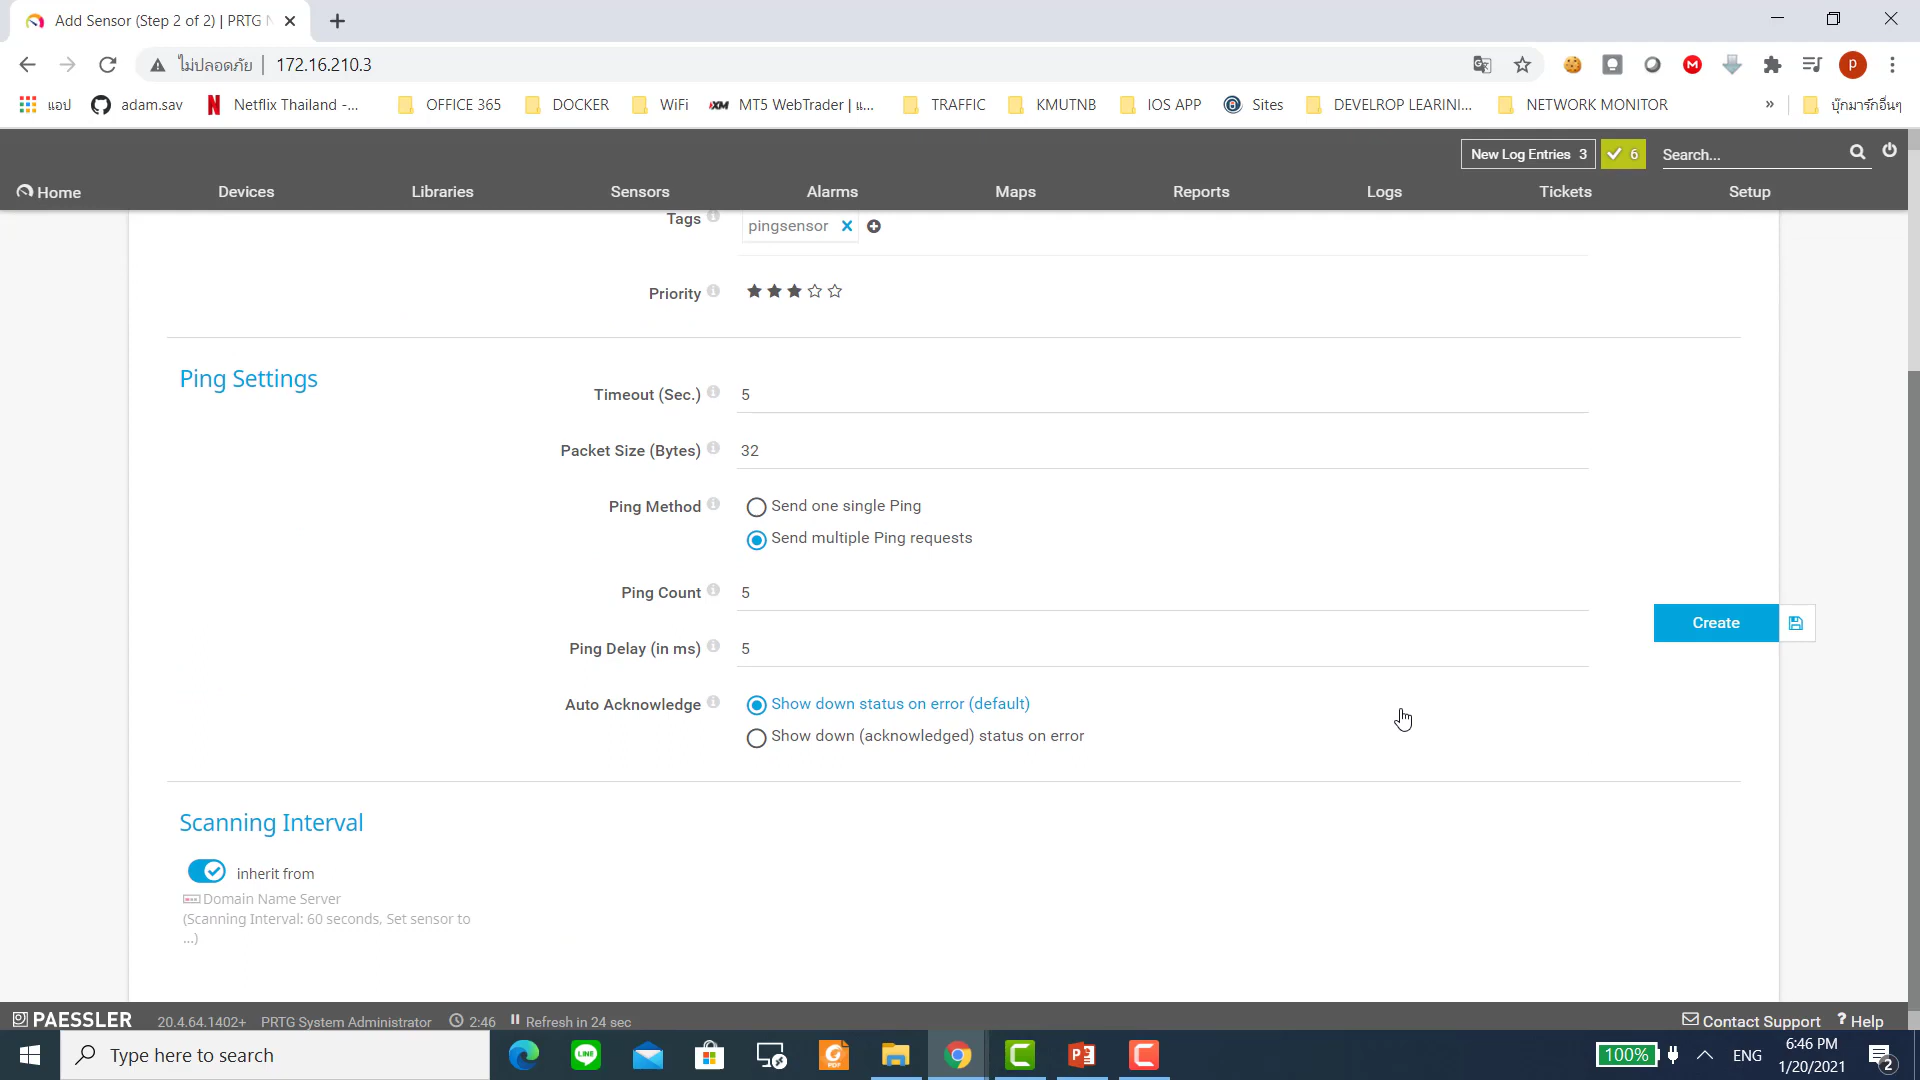 Add Sensor (Step 2 of 2) | PRTG N
ไม่ปลอดภัย
172.16.210.3
P
แอป
adam.sav
Netflix Thailand -...
OFFICE 365
DOCKER
WiFi
XM
MT5 WebTrader | แ...
TRAFFIC
KMUTNB
IOS APP
Sites
DEVELROP LEARINI...
NETWORK MONITOR
»
บุ๊กมาร์กอื่นๆ
New Log Entries 3
6
Search...
Home
Devices
Libraries
Sensors
Alarms
Maps
Reports
Logs
Tickets
Setup
Tags
pingsensor
Priority
Ping Settings
Timeout (Sec.)
5
Packet Size (Bytes)
32
Ping Method
Send one single Ping
Send multiple Ping requests
Ping Count
5
Create
Ping Delay (in ms)
5
Auto Acknowledge
Show down status on error (default)
Show down (acknowledged) status on error
Scanning Interval
inherit from
Domain Name Server
(Scanning Interval: 60 seconds, Set sensor to
...)
PAESSLER
20.4.64.1402+
PRTG System Administrator
2:46
Refresh in 24 sec
Contact Support
? Help
Type here to search
LINE
PDF
100%
ENG
6:46 PM
1/20/2021
2